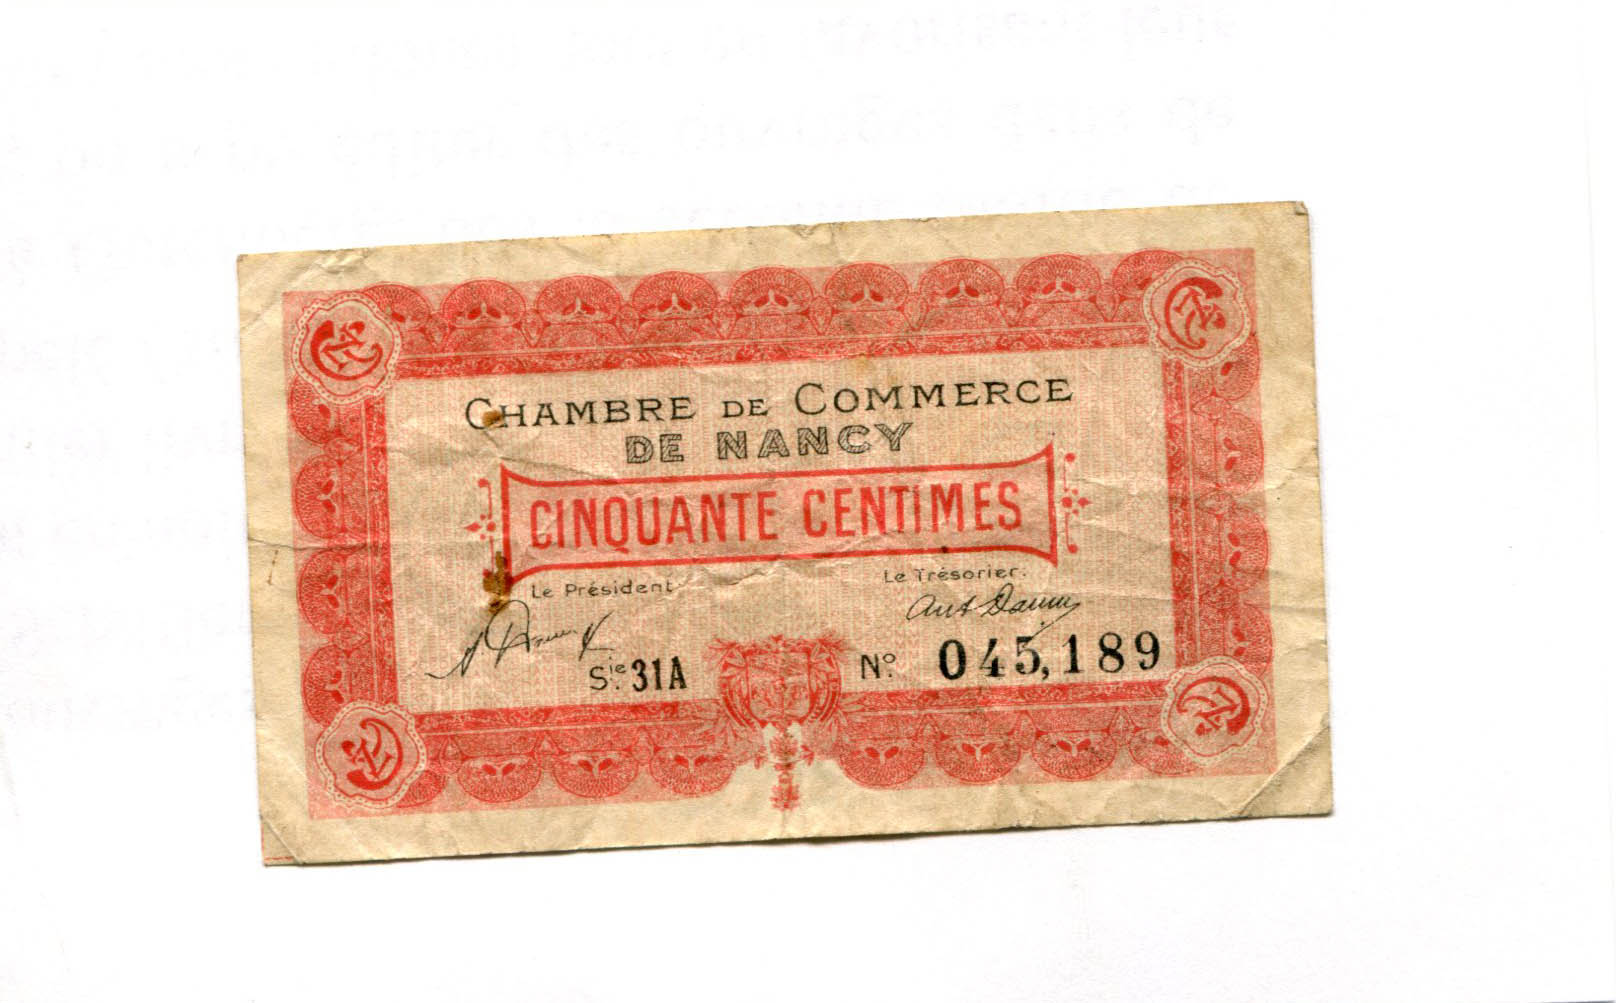 CHAMBRE DE COMMERCE
DE NANCY
CINQUANTE CENTIMES
Le Président
Le Trésorier.
Sie. 31A
No. 045,189